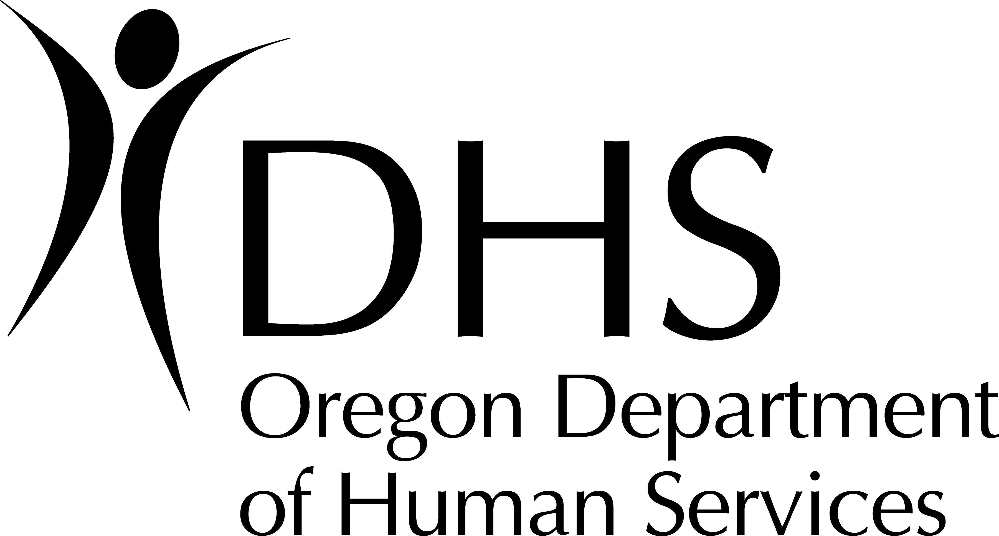 DHS
Oregon Department
of Human Services